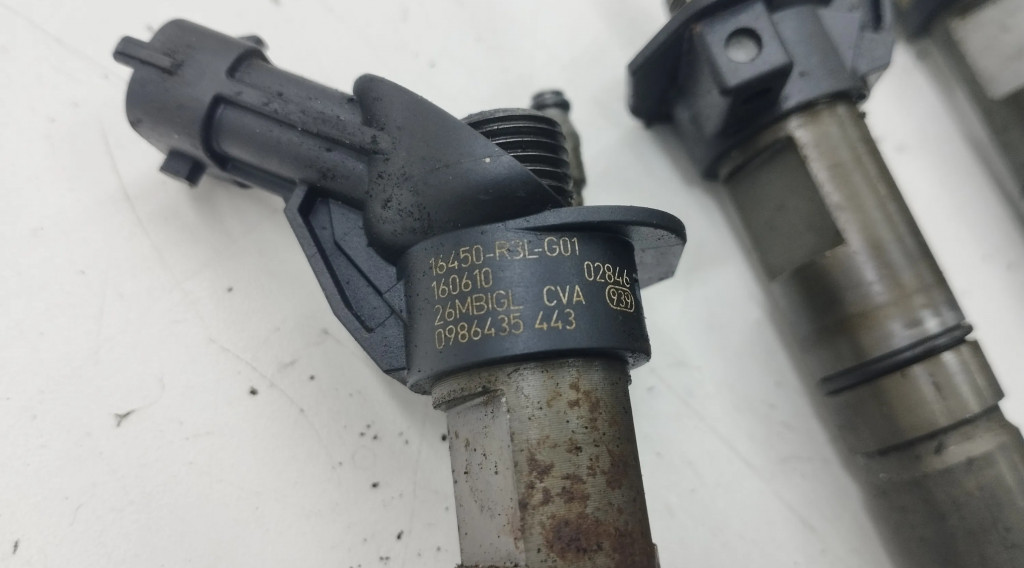 16450-R3L-G01
160610 02846-
26MBIGL CVA 939
0986435 443